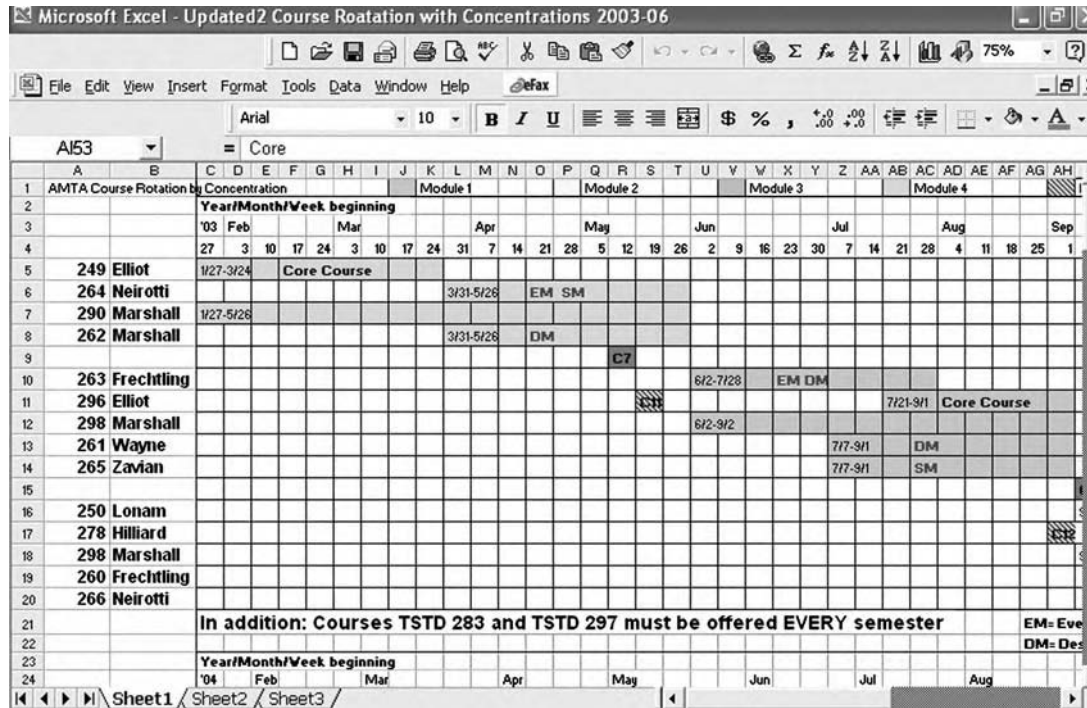 Microsoft Excel - Updated2 Course Roatation with Concentrations 2003-06
75%
File Edit View Insert Format Tools Data Window Help eFax
Arial 10 B I U $ % ,
AI53 = Core
A B C D E F G H I J K L M N O P Q R S T U V W X Y Z AA AB AC AD AE AF AG AH
1 AMTA Course Rotation by Concentration Module 1 Module 2 Module 3 Module 4
2 Year/Month/Week beginning
3 '03 Feb Mar Apr May Jun Jul Aug Sep
4 27 3 10 17 24 3 10 17 24 31 7 14 21 28 5 12 19 26 2 9 16 23 30 7 14 21 28 4 11 18 25 1
5 249 Elliot 1/27-3/24 Core Course
6 264 Neirotti 3/31-5/26 EM SM
7 290 Marshall 1/27-5/26
8 262 Marshall 3/31-5/26 DM
9 C7
10 263 Frechtling 6/2-7/28 EM DM
11 296 Elliot C11 7/21-9/1 Core Course
12 298 Marshall 6/2-9/2
13 261 Wayne 7/7-9/1 DM
14 265 Zavian 7/7-9/1 SM
15
16 250 Lonam
17 278 Hilliard C12
18 298 Marshall
19 260 Frechtling
20 266 Neirotti
21 In addition: Courses TSTD 283 and TSTD 297 must be offered EVERY semester EM= Eve
22 DM= Des
23 Year/Month/Week beginning
24 '04 Feb Mar Apr May Jun Jul Aug
Sheet1 Sheet2 Sheet3